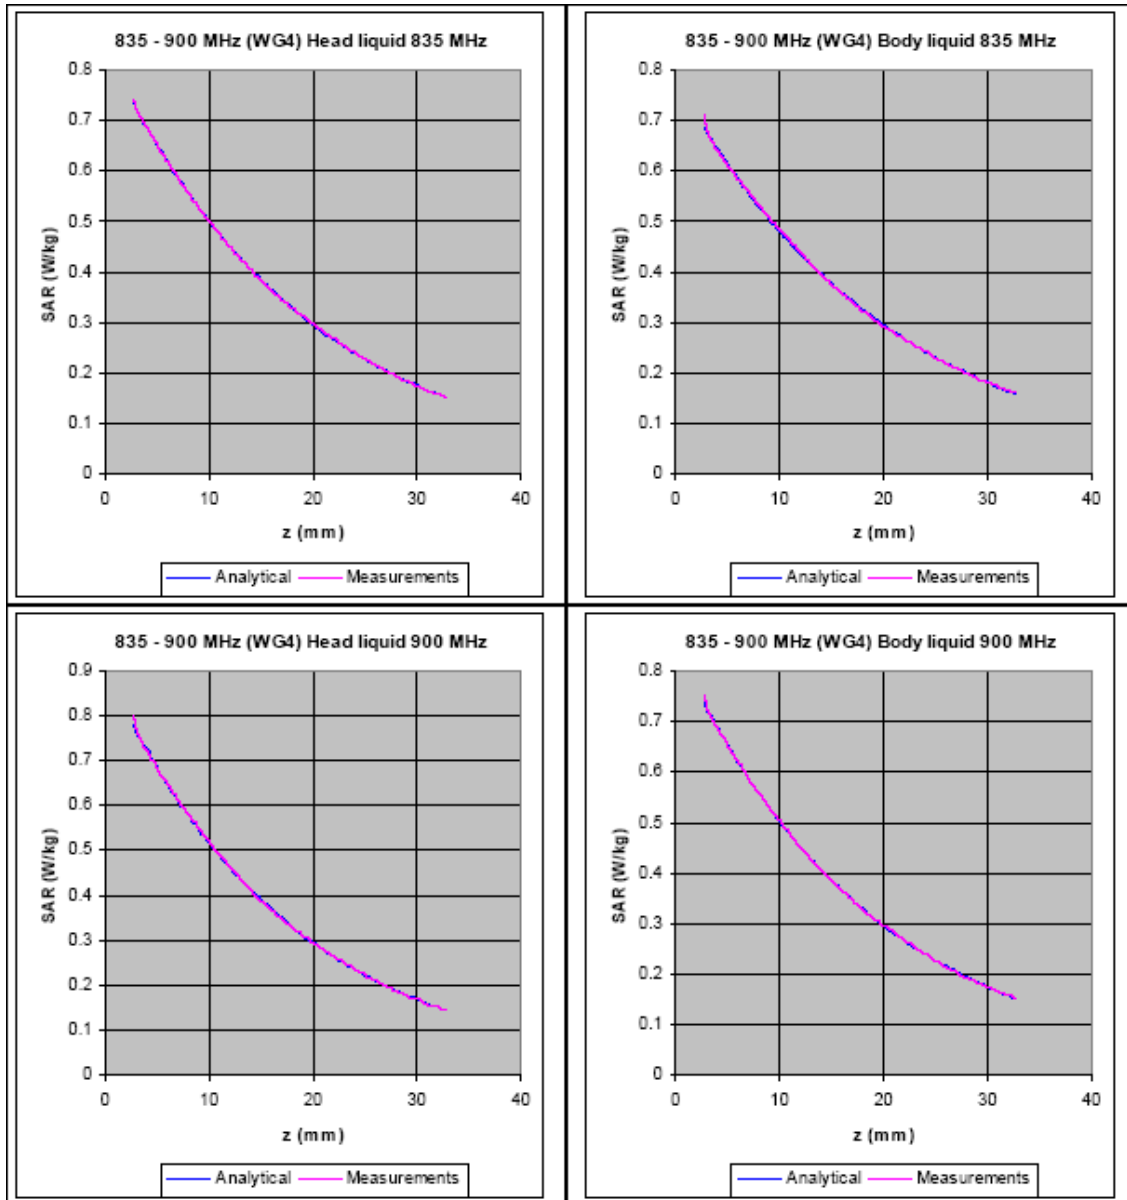 835 - 900 MHz (WG4) Head liquid 835 MHz
0.8
0.7
0.6
0.5
0.4
0.3
0.2
0.1
0
SAR (W/kg)
0 10 20 30 40
z (mm)
Analytical Measurements
835 - 900 MHz (WG4) Body liquid 835 MHz
0.8
0.7
0.6
0.5
0.4
0.3
0.2
0.1
0
SAR (W/kg)
0 10 20 30 40
z (mm)
Analytical Measurements
835 - 900 MHz (WG4) Head liquid 900 MHz
0.9
0.8
0.7
0.6
0.5
0.4
0.3
0.2
0.1
0
SAR (W/kg)
0 10 20 30 40
z (mm)
Analytical Measurements
835 - 900 MHz (WG4) Body liquid 900 MHz
0.8
0.7
0.6
0.5
0.4
0.3
0.2
0.1
0
SAR (W/kg)
0 10 20 30 40
z (mm)
Analytical Measurements